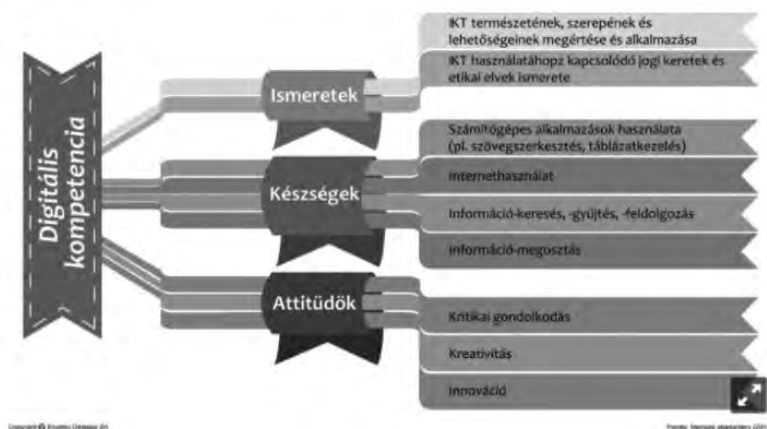 Digitális
kompetencia
Ismeretek
IKT természetének, szerepének és
lehetőségeinek megértése és alkalmazása
IKT használatáhopz kapcsolódó jogi keretek és
etikai elvek ismerete
Készségek
Számítógépes alkalmazások használata
(pl. szövegszerkesztés, táblázatkezelés)
Internethasználat
Információ-keresés, -gyűjtés, -feldolgozás
Információ-megosztás
Attitűdök
Kritikai gondolkodás
Kreativitás
Innováció